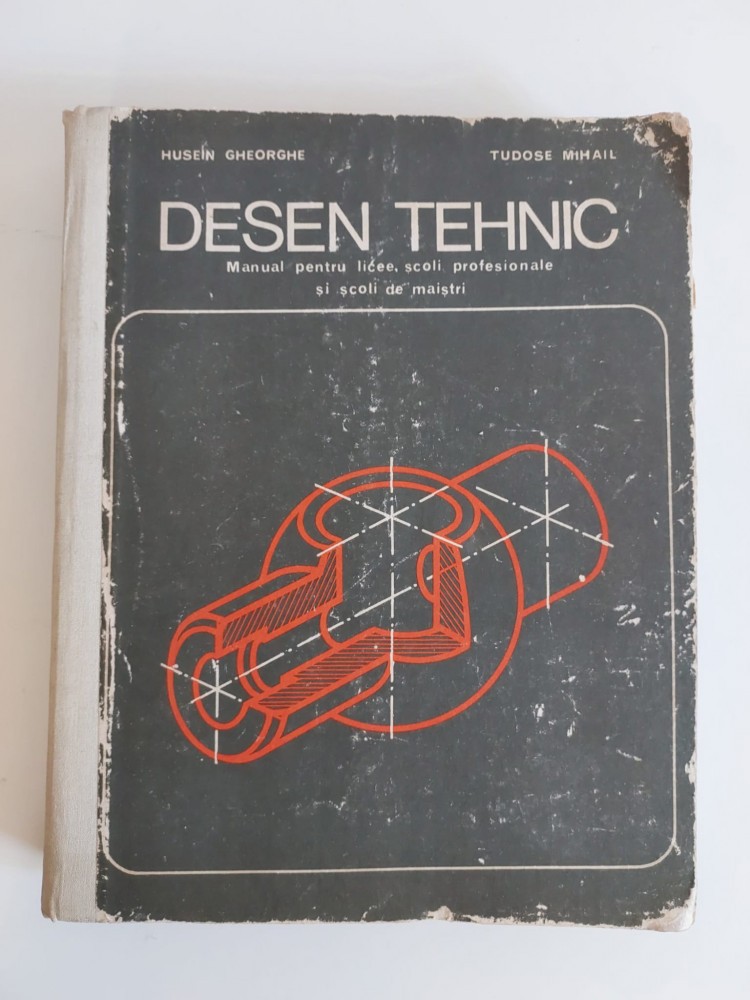 HUSEIN GHEORGHE
TUDOSE MIHAIL
DESEN TEHNIC
Manual pentru licee, școli profesionale
și școli de maiștri